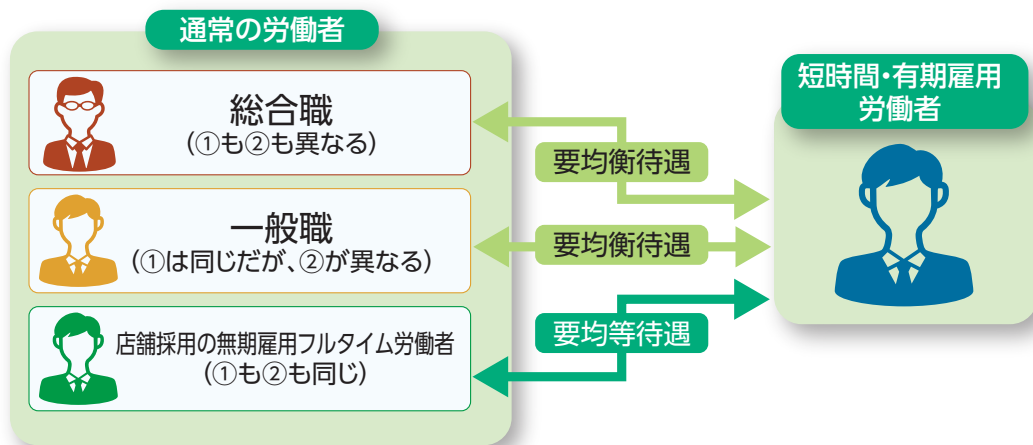 通常の労働者
総合職
(①も②も異なる)
一般職
(①は同じだが、②が異なる)
店舗採用の無期雇用フルタイム労働者
(①も②も同じ)
要均衡待遇
要均衡待遇
要均等待遇
短時間・有期雇用
労働者